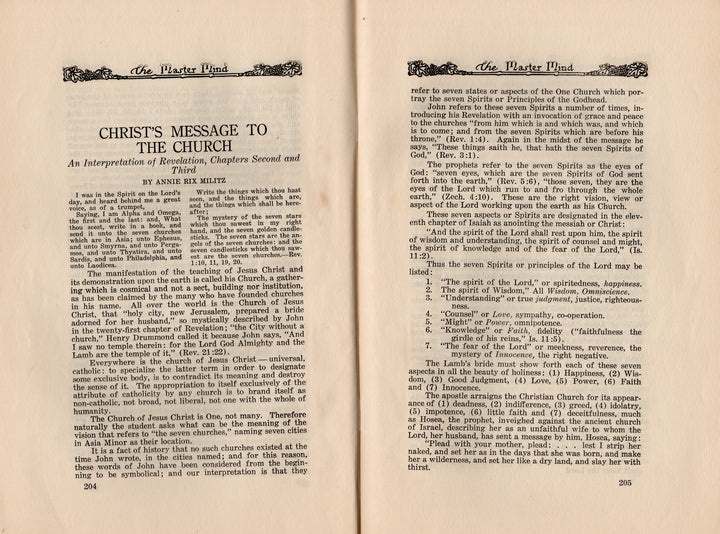 The Master Mind
CHRIST'S MESSAGE TO
THE CHURCH
An Interpretation of Revelation, Chapters Second and
Third
BY ANNIE RIX MILITZ
I was in the Spirit on the Lord's
day, and heard behind me a great
voice, as of a trumpet,
Saying, I am Alpha and Omega,
the first and the last: and, What
thou seest, write in a book, and
send it unto the seven churches
which are in Asia; unto Ephesus,
and unto Smyrna, and unto Perga-
mos, and unto Thyatira, and unto
Sardis, and unto Philadelphia, and
unto Laodicea.
Write the things which thou hast
seen, and the things which are,
and the things which shall be here-
after;
The mystery of the seven stars
which thou sawest in my right
hand, and the seven golden candle-
sticks. The seven stars are the an-
gels of the seven churches: and the
seven candlesticks which thou saw-
est are the seven churches.—Rev.
1:10, 11, 19, 20.
The manifestation of the teaching of Jesus Christ and
its demonstration upon the earth is called his Church, a gather-
ing which is cosmical and not a sect, building nor institution,
as has been claimed by the many who have founded churches
in his name. All over the world is the Church of Jesus
Christ, that "holy city, new Jerusalem, prepared a bride
adorned for her husband," so mystically described by John
in the twenty-first chapter of Revelation; "the City without a
church," Henry Drummond called it because John says, "And
I saw no temple therein: for the Lord God Almighty and the
Lamb are the temple of it." (Rev. 21:22).
Everywhere is the church of Jesus Christ—universal,
catholic: to specialize the latter term in order to designate
some exclusive body, is to contradict its meaning and destroy
the sense of it. The appropriation to itself exclusively of the
attribute of catholicity by any church is to brand itself as
non-catholic, not broad, not liberal, not one with the whole of
humanity.
The Church of Jesus Christ is One, not many. Therefore
naturally the student asks what can be the meaning of the
vision that refers to "the seven churches," naming seven cities
in Asia Minor as their location.
It is a fact of history that no such churches existed at the
time John wrote, in the cities named; and for this reason,
these words of John have been considered from the begin-
ning to be symbolical; and our interpretation is that they
204
The Master Mind
refer to seven states or aspects of the One Church which por-
tray the seven Spirits or Principles of the Godhead.
John refers to these seven Spirits a number of times, in-
troducing his Revelation with an invocation of grace and peace
to the churches "from him which is and which was, and which
is to come; and from the seven Spirits which are before his
throne," (Rev. 1:4). Again in the midst of the message he
says, "These things saith he, that hath the seven Spirits of
God," (Rev. 3:1).
The prophets refer to the seven Spirits as the eyes of
God: "seven eyes, which are the seven Spirits of God sent
forth into the earth," (Rev. 5:6), "those seven, they are the
eyes of the Lord which run to and fro through the whole
earth," (Zech. 4:10). These are the right view, view or
aspect of the Lord working upon the earth as his Church.
These seven aspects or Spirits are designated in the elev-
enth chapter of Isaiah as anointing the messiah or Christ:
"And the spirit of the Lord shall rest upon him, the spirit
of wisdom and understanding, the spirit of counsel and might,
the spirit of knowledge and of the fear of the Lord," (Is.
11:2).
Thus the seven Spirits or principles of the Lord may be
listed:
1. "The spirit of the Lord," or spiritedness, happiness.
2. The spirit of Wisdom," All Wisdom, Omniscience.
3. "Understanding" or true judgment, justice, righteous-
ness.
4. "Counsel" or Love, sympathy, co-operation.
5. "Might" or Power, omnipotence.
6. "Knowledge" or Faith, fidelity ("faithfulness the
girdle of his reins," Is. 11:5).
7. "The fear of the Lord" or meekness, reverence, the
mystery of Innocence, the right negative.
The Lamb's bride must show forth each of these seven
aspects in all the beauty of holiness: (1) Happiness, (2) Wis-
dom, (3) Good Judgment, (4) Love, (5) Power, (6) Faith
and (7) Innocence.
The apostle arraigns the Christian Church for its appear-
ance of (1) deadness, (2) indifference, (3) greed, (4) idolatry,
(5) impotence, (6) little faith and (7) deceitfulness, much
as Hosea, the prophet, inveighed against the ancient church
of Israel, describing her as an unfaithful wife to whom the
Lord, her husband, has sent a message by him, Hosea, saying:
"Plead with your mother, plead: . . . lest I strip her
naked, and set her as in the days that she was born, and make
her a wilderness, and set her like a dry land, and slay her with
thirst.
205